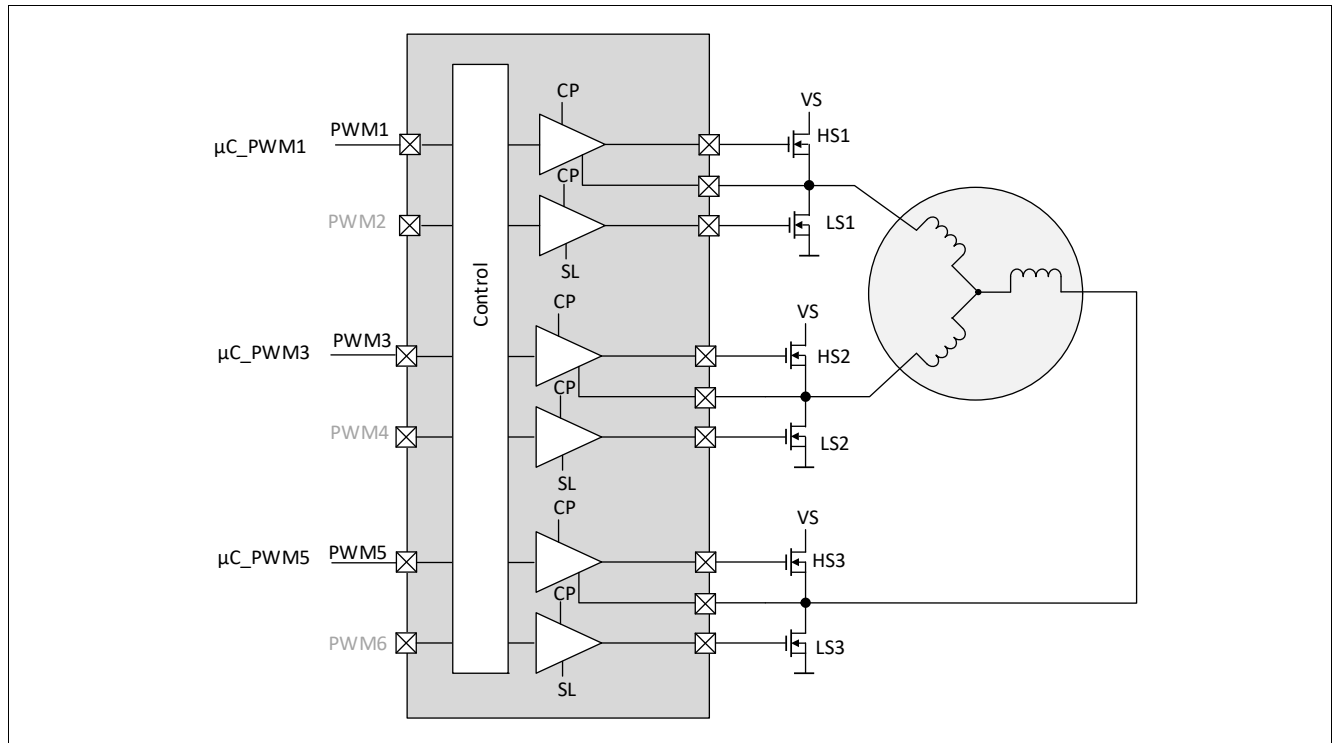 CP
VS
µC_PWM1
PWM1
HS1
CP
PWM2
LS1
SL
Control
CP
VS
µC_PWM3
PWM3
HS2
CP
PWM4
LS2
SL
CP
VS
µC_PWM5
PWM5
HS3
CP
PWM6
LS3
SL